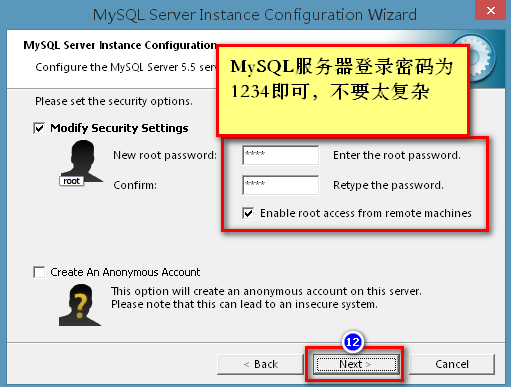 MySQL Server Instance Configuration Wizard
MySQL Server Instance Configuration
Configure the MySQL Server 5.5 serv
MySQL服务器登录密码为
1234即可，不要太复杂
Please set the security options.
Modify Security Settings
root
New root password:
****
Enter the root password.
Confirm:
****
Retype the password.
Enable root access from remote machines
Create An Anonymous Account
?
This option will create an anonymous account on this server.
Please note that this can lead to an insecure system.
12
< Back
Next >
Cancel